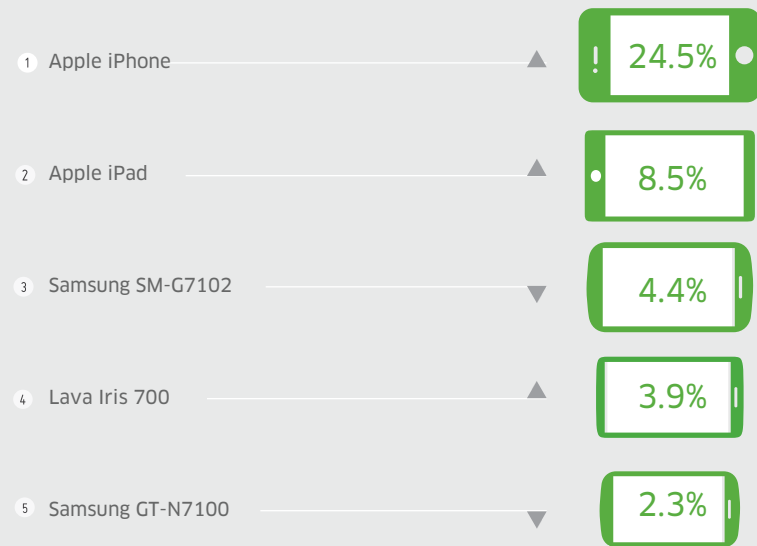 1 Apple iPhone 24.5%
2 Apple iPad 8.5%
3 Samsung SM-G7102 4.4%
4 Lava Iris 700 3.9%
5 Samsung GT-N7100 2.3%